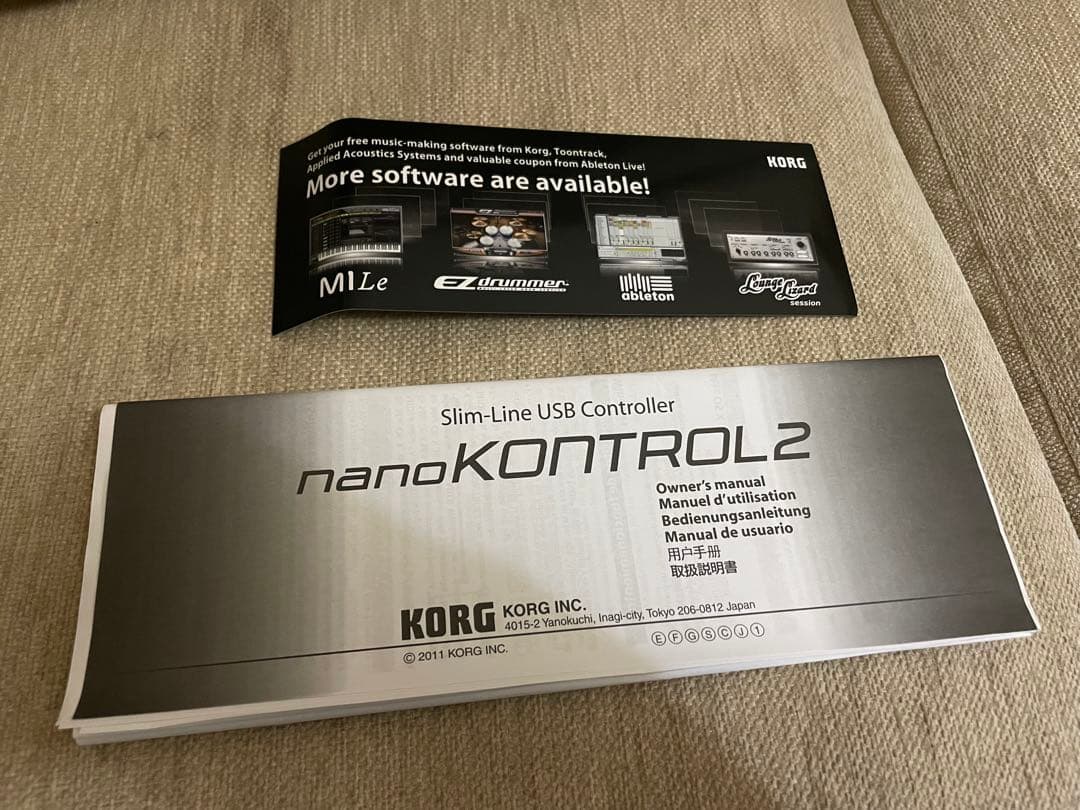 Get your free music-making software from Korg, Toontrack,
Applied Acoustics Systems and valuable coupon from Ableton Live!
KORG
More software are available!
M1 Le
EZdrummer
ableton
Lounge Lizard
session
Slim-Line USB Controller
nanoKONTROL2
Owner's manual
Manuel d'utilisation
Bedienungsanleitung
Manual de usuario
用户手册
取扱説明書
KORG KORG INC.
4015-2 Yanokuchi, Inagi-city, Tokyo 206-0812 Japan
© 2011 KORG INC.
Ⓔ Ⓕ Ⓖ Ⓢ Ⓒ Ⓙ ①